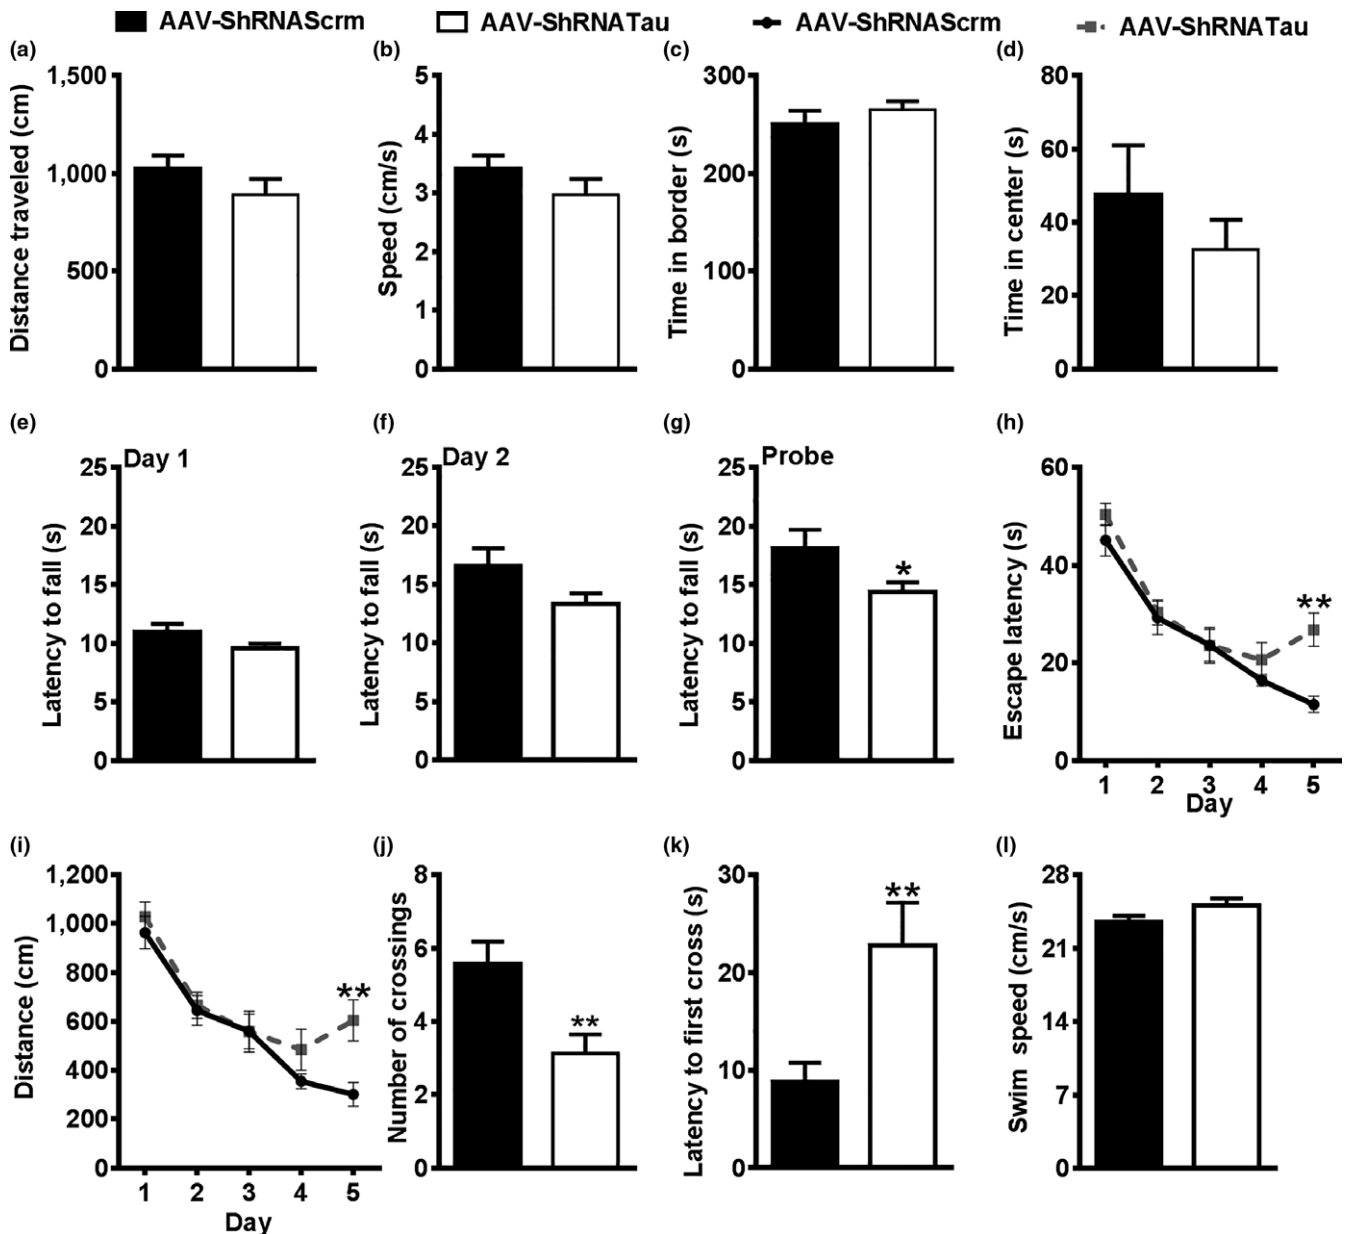 AAV-ShRNAScrm AAV-ShRNATau AAV-ShRNAScrm AAV-ShRNATau
(a) (b) (c) (d)
Distance traveled (cm)
1,500
1,000
500
0
Speed (cm/s)
5
4
3
2
1
0
Time in border (s)
300
200
100
0
Time in center (s)
80
60
40
20
0
(e) (f) (g) (h)
Day 1
Latency to fall (s)
25
20
15
10
5
0
Day 2
Latency to fall (s)
25
20
15
10
5
0
Probe
Latency to fall (s)
25
20
15
10
5
0
*
Escape latency (s)
60
40
20
0
**
1 2 3 4 5
Day
(i) (j) (k) (l)
Distance (cm)
1,200
1,000
800
600
400
200
0
**
1 2 3 4 5
Day
Number of crossings
8
6
4
2
0
**
Latency to first cross (s)
30
20
10
0
**
Swim speed (cm/s)
28
21
14
7
0